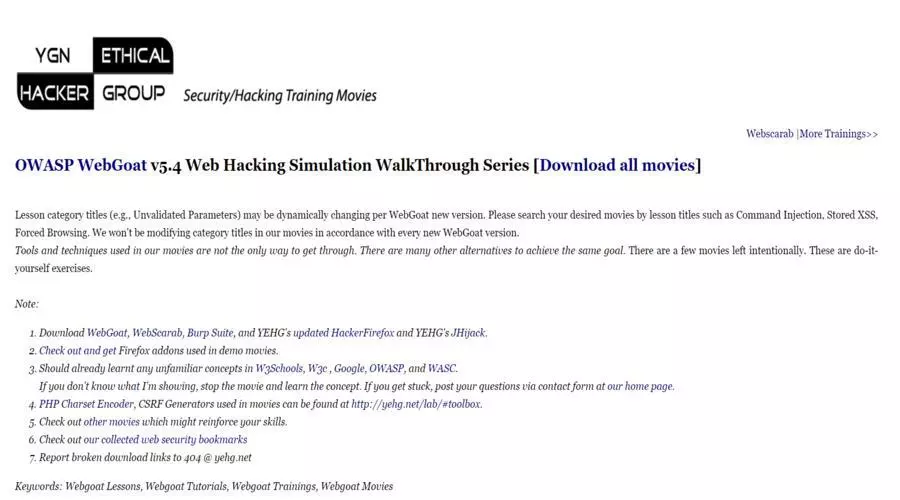 YGN ETHICAL
HACKER GROUP Security/Hacking Training Movies
Webscarab |More Trainings>>
OWASP WebGoat v5.4 Web Hacking Simulation WalkThrough Series [Download all movies]
Lesson category titles (e.g., Unvalidated Parameters) may be dynamically changing per WebGoat new version. Please search your desired movies by lesson titles such as Command Injection, Stored XSS,
Forced Browsing. We won't be modifying category titles in our movies in accordance with every new WebGoat version.
Tools and techniques used in our movies are not the only way to get through. There are many other alternatives to achieve the same goal. There are a few movies left intentionally. These are do-it-
yourself exercises.
Note:
1. Download WebGoat, WebScarab, Burp Suite, and YEHG's updated HackerFirefox and YEHG's JHijack.
2. Check out and get Firefox addons used in demo movies.
3. Should already learnt any unfamiliar concepts in W3Schools, W3c , Google, OWASP, and WASC.
If you don't know what I'm showing, stop the movie and learn the concept. If you get stuck, post your questions via contact form at our home page.
4. PHP Charset Encoder, CSRF Generators used in movies can be found at http://yehg.net/lab/#toolbox.
5. Check out other movies which might reinforce your skills.
6. Check out our collected web security bookmarks
7. Report broken download links to 404 @ yehg.net
Keywords: Webgoat Lessons, Webgoat Tutorials, Webgoat Trainings, Webgoat Movies